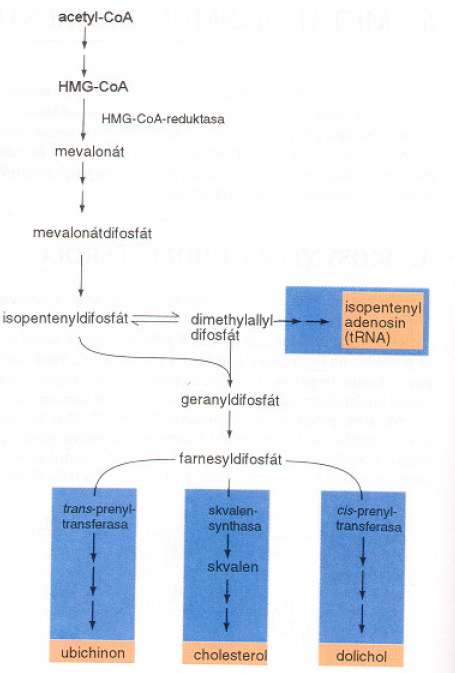 acetyl-CoA
HMG-CoA
HMG-CoA-reduktasa
mevalonát
mevalonátdifosfát
isopentenyldifosfát
dimethylallyl-
difosfát
isopentenyl
adenosin
(tRNA)
geranyldifosfát
farnesyldifosfát
trans-prenyl-
transferasa
skvalen-
synthasa
cis-prenyl-
transferasa
skvalen
ubichinon
cholesterol
dolichol